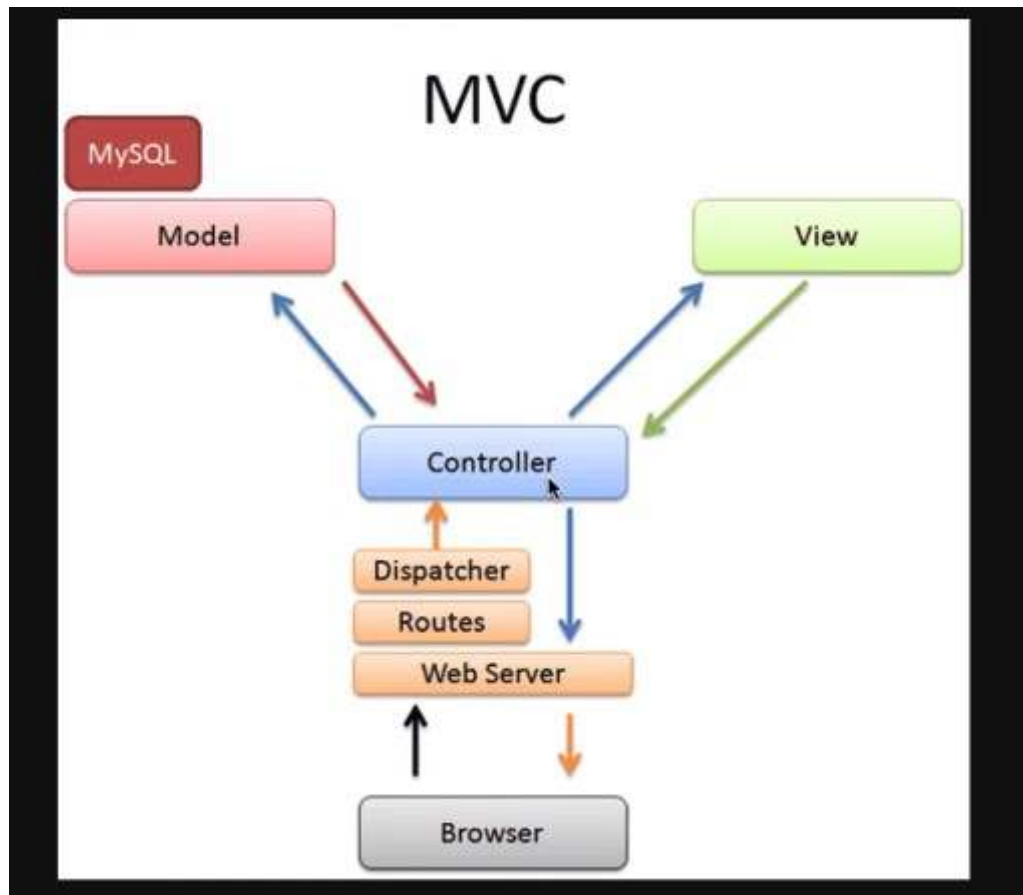 MVC
MySQL
Model
View
Controller
Dispatcher
Routes
Web Server
Browser